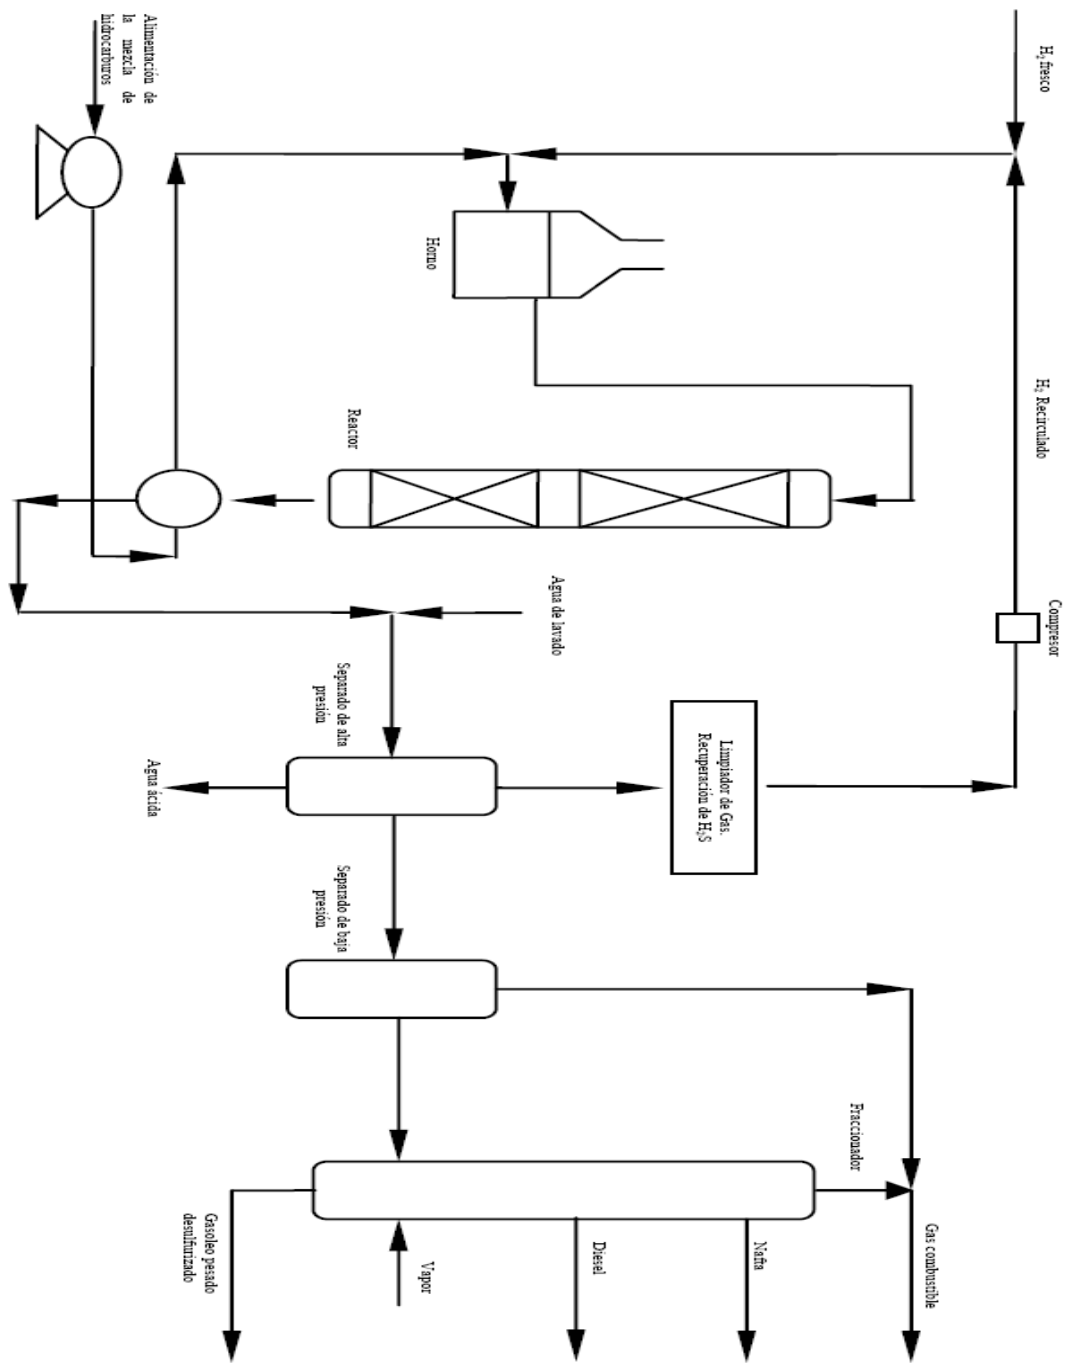 H₂ fresco
H₂ Recirculado
Compresor
Alimentación de
la mezcla de
hidrocarburos
Horno
Reactor
Agua de lavado
Separado de alta
presión
Agua ácida
Limpiador de Gas.
Recuperación de H₂S
Separado de baja
presión
Fraccionador
Gas combustible
Nafta
Diesel
Vapor
Gasoleo pesado
desulfurizado